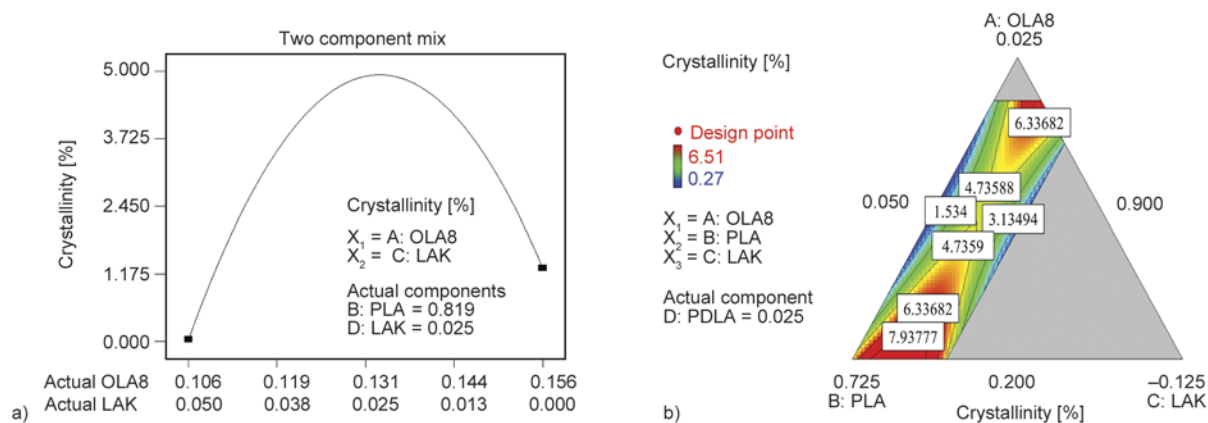 Two component mix
Crystallinity [%]
5.000
3.725
2.450
1.175
0.000
Crystallinity [%]
X1 = A: OLA8
X2 = C: LAK
Actual components
B: PLA = 0.819
D: LAK = 0.025
Actual OLA8 0.106 0.119 0.131 0.144 0.156
Actual LAK 0.050 0.038 0.025 0.013 0.000
a)
A: OLA8
0.025
Crystallinity [%]
Design point
6.51
0.27
X1 = A: OLA8
X2 = B: PLA
X3 = C: LAK
Actual component
D: PDLA = 0.025
6.33682
4.73588
0.050
1.534
3.13494
0.900
4.7359
6.33682
7.93777
0.725 0.200 –0.125
B: PLA C: LAK
Crystallinity [%]
b)